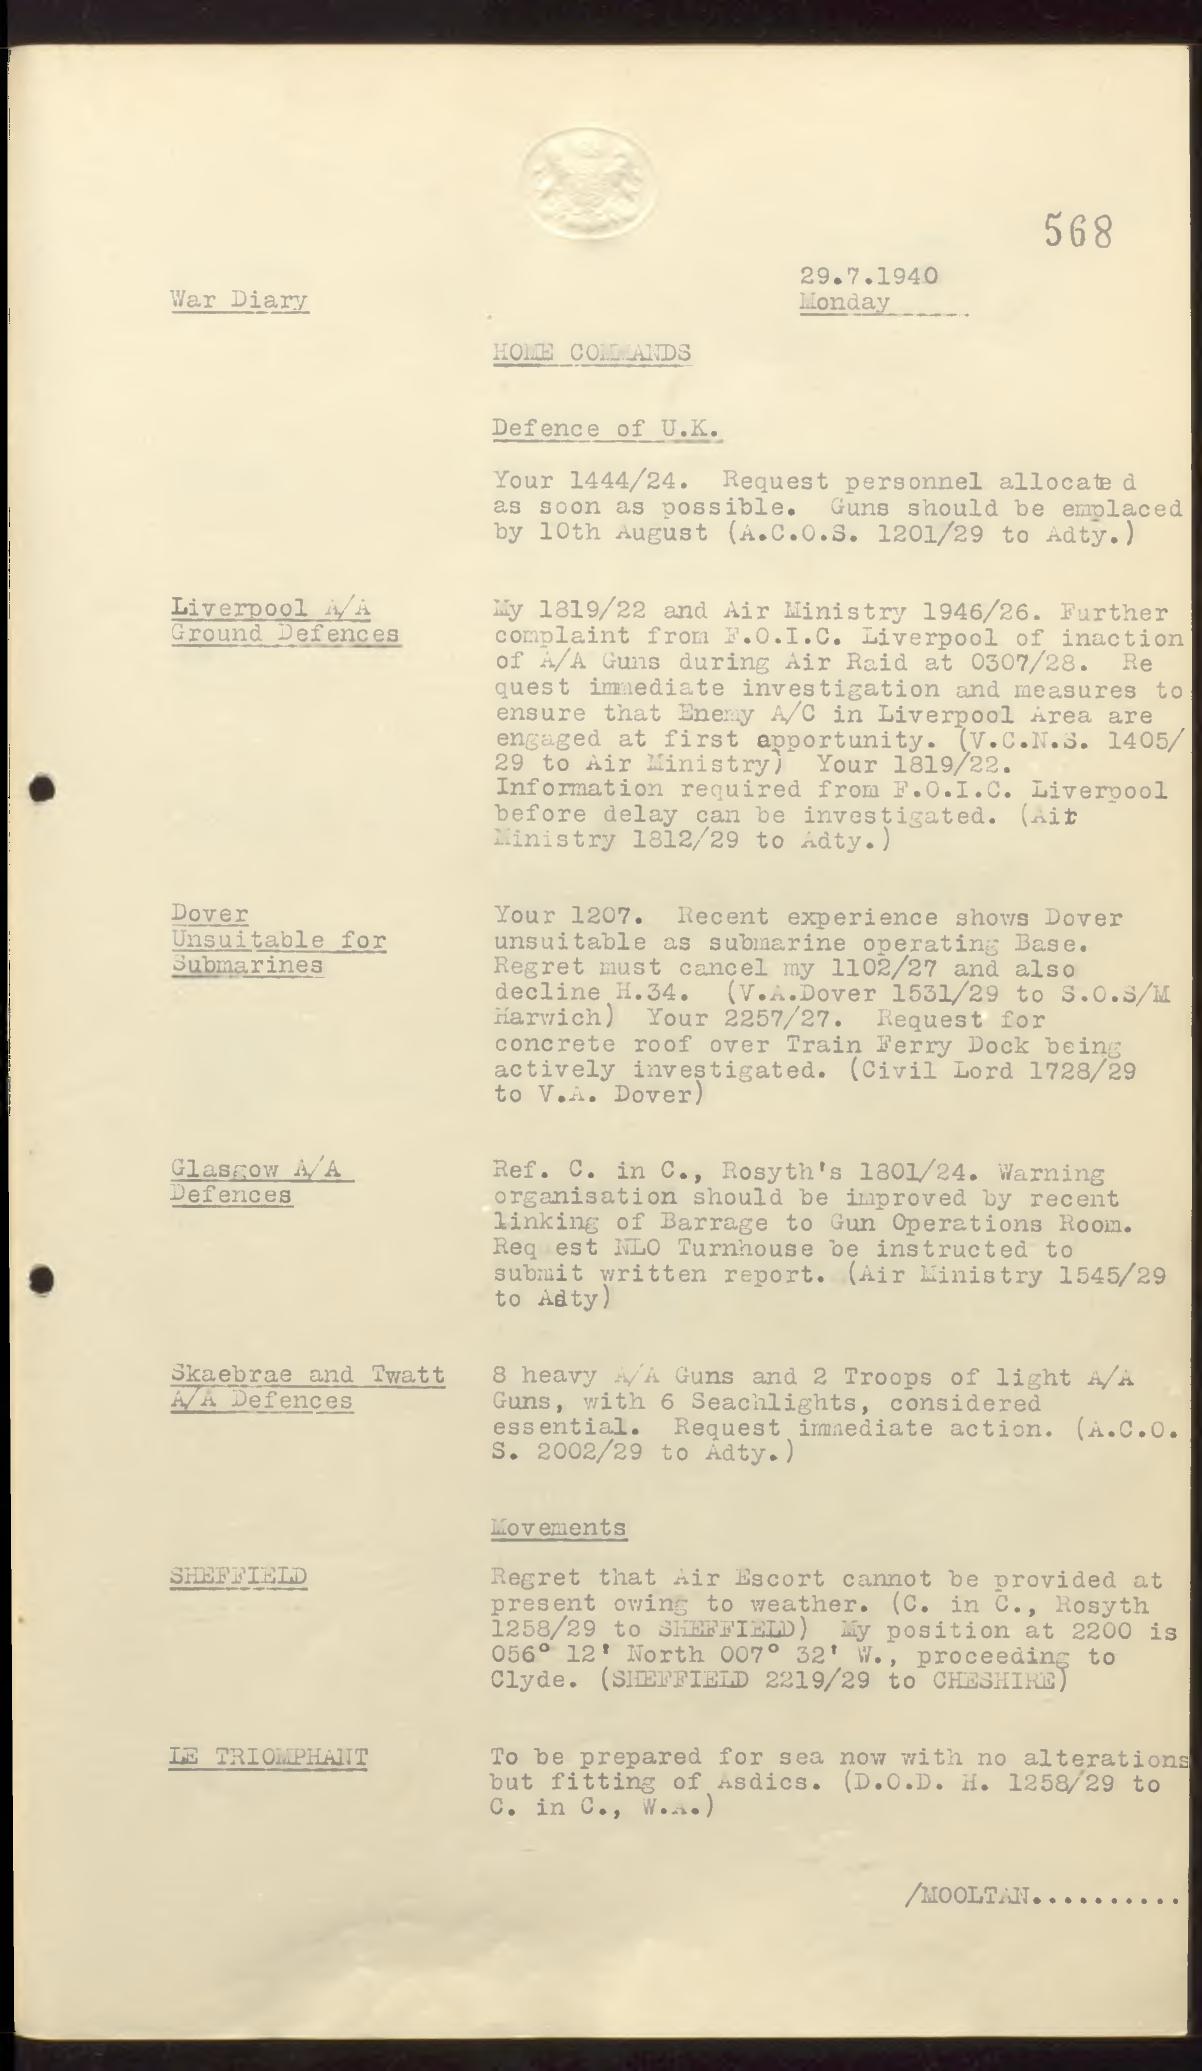 568
29.7.1940
War Diary
Monday
HOME COMMANDS
Defence of U.K.
Your 1444/24. Request personnel allocate d
as soon as possible. Guns should be emplaced
by 10th August (A.C.O.S. 1201/29 to Adty.)
Liverpool A/A
Ground Defences
My 1819/22 and Air Ministry 1946/26. Further
complaint from F.O.I.C. Liverpool of inaction
of A/A Guns during Air Raid at 0307/28. Re
quest immediate investigation and measures to
ensure that Enemy A/C in Liverpool Area are
engaged at first opportunity. (V.C.N.S. 1405/
29 to Air Ministry) Your 1819/22.
Information required from F.O.I.C. Liverpool
before delay can be investigated. (Air
Ministry 1812/29 to Adty.)
Dover
Unsuitable for
Submarines
Your 1207. Recent experience shows Dover
unsuitable as submarine operating Base.
Regret must cancel my 1102/27 and also
decline H.34. (V.A.Dover 1531/29 to S.O.S/M
Harwich) Your 2257/27. Request for
concrete roof over Train Ferry Dock being
actively investigated. (Civil Lord 1728/29
to V.A. Dover)
Glasgow A/A
Defences
Ref. C. in C., Rosyth's 1801/24. Warning
organisation should be improved by recent
linking of Barrage to Gun Operations Room.
Req est NLO Turnhouse be instructed to
submit written report. (Air Ministry 1545/29
to Adty)
Skaebrae and Twatt
A/A Defences
8 heavy A/A Guns and 2 Troops of light A/A
Guns, with 6 Seachlights, considered
essential. Request immediate action. (A.C.O.
S. 2002/29 to Adty.)
Movements
SHEFFIELD
Regret that Air Escort cannot be provided at
present owing to weather. (C. in C., Rosyth
1258/29 to SHEFFIELD) My position at 2200 is
056° 12' North 007° 32' W., proceeding to
Clyde. (SHEFFIELD 2219/29 to CHESHIRE)
LE TRIOMPHANT
To be prepared for sea now with no alterations
but fitting of Asdics. (D.O.D. H. 1258/29 to
C. in C., W.A.)
/MOOLTAN..........